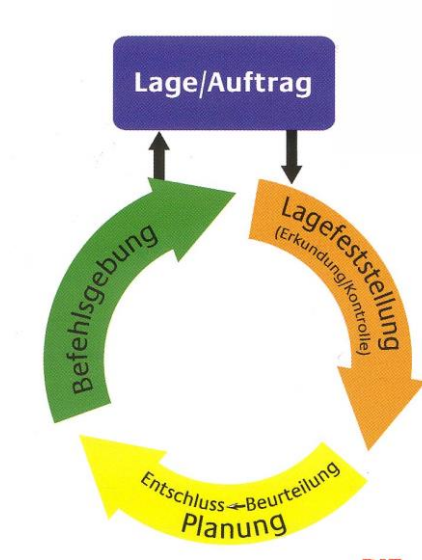 Lage/Auftrag
Lagefeststellung
(Erkundung/Kontrolle)
Entschluss←Beurteilung
Planung
Befehlsgebung